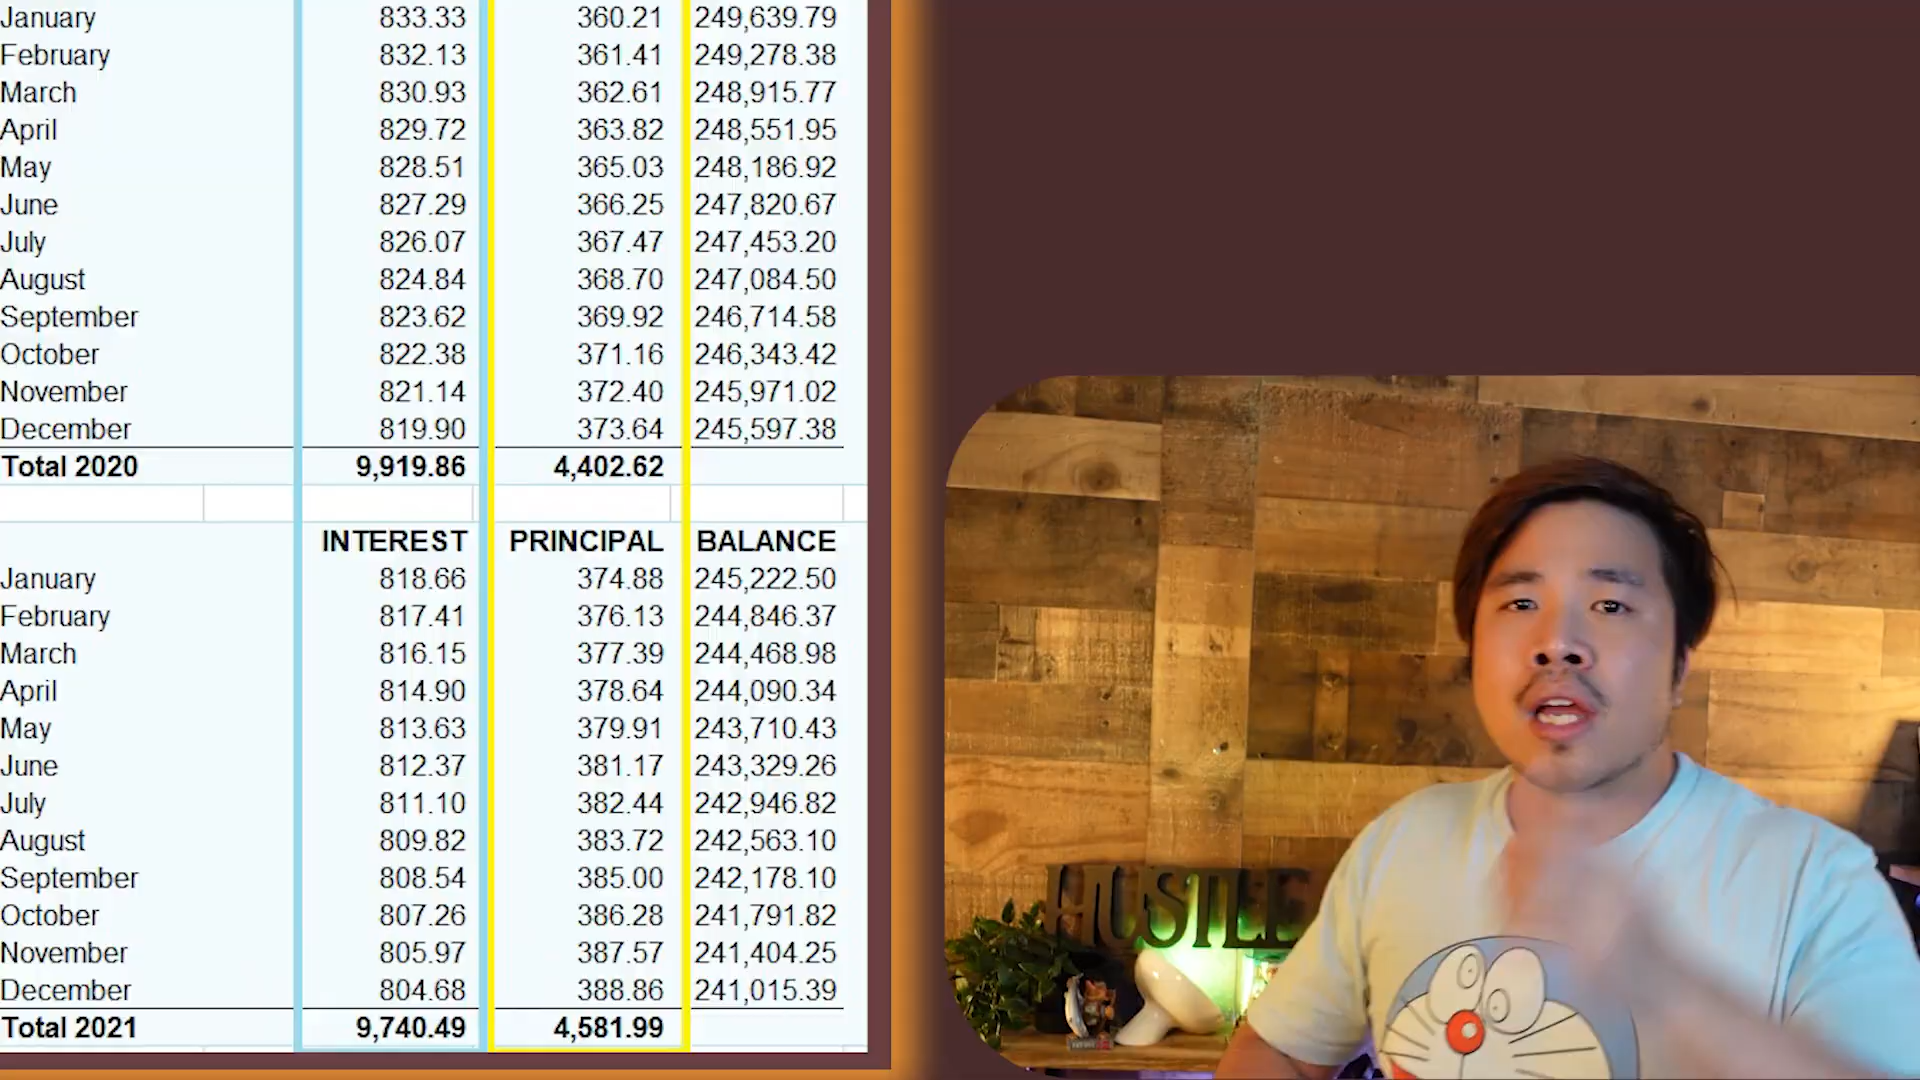 January 833.33 360.21 249,639.79
February 832.13 361.41 249,278.38
March 830.93 362.61 248,915.77
April 829.72 363.82 248,551.95
May 828.51 365.03 248,186.92
June 827.29 366.25 247,820.67
July 826.07 367.47 247,453.20
August 824.84 368.70 247,084.50
September 823.62 369.92 246,714.58
October 822.38 371.16 246,343.42
November 821.14 372.40 245,971.02
December 819.90 373.64 245,597.38
Total 2020 9,919.86 4,402.62
INTEREST PRINCIPAL BALANCE
January 818.66 374.88 245,222.50
February 817.41 376.13 244,846.37
March 816.15 377.39 244,468.98
April 814.90 378.64 244,090.34
May 813.63 379.91 243,710.43
June 812.37 381.17 243,329.26
July 811.10 382.44 242,946.82
August 809.82 383.72 242,563.10
September 808.54 385.00 242,178.10
October 807.26 386.28 241,791.82
November 805.97 387.57 241,404.25
December 804.68 388.86 241,015.39
Total 2021 9,740.49 4,581.99
HUSTLE